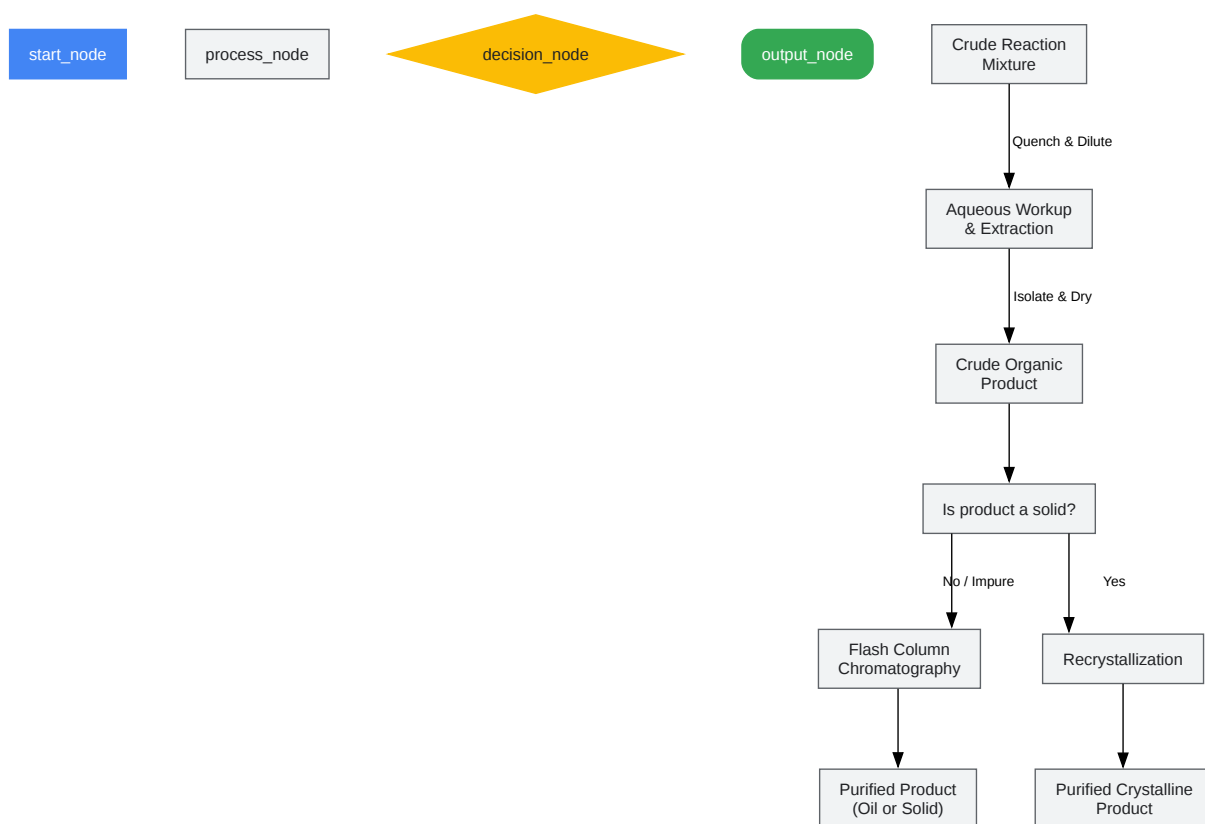 start_node
process_node
decision_node
output_node
Crude Reaction
Mixture
Quench & Dilute
Aqueous Workup
& Extraction
Isolate & Dry
Crude Organic
Product
Is product a solid?
No / Impure
Yes
Flash Column
Chromatography
Recrystallization
Purified Product
(Oil or Solid)
Purified Crystalline
Product